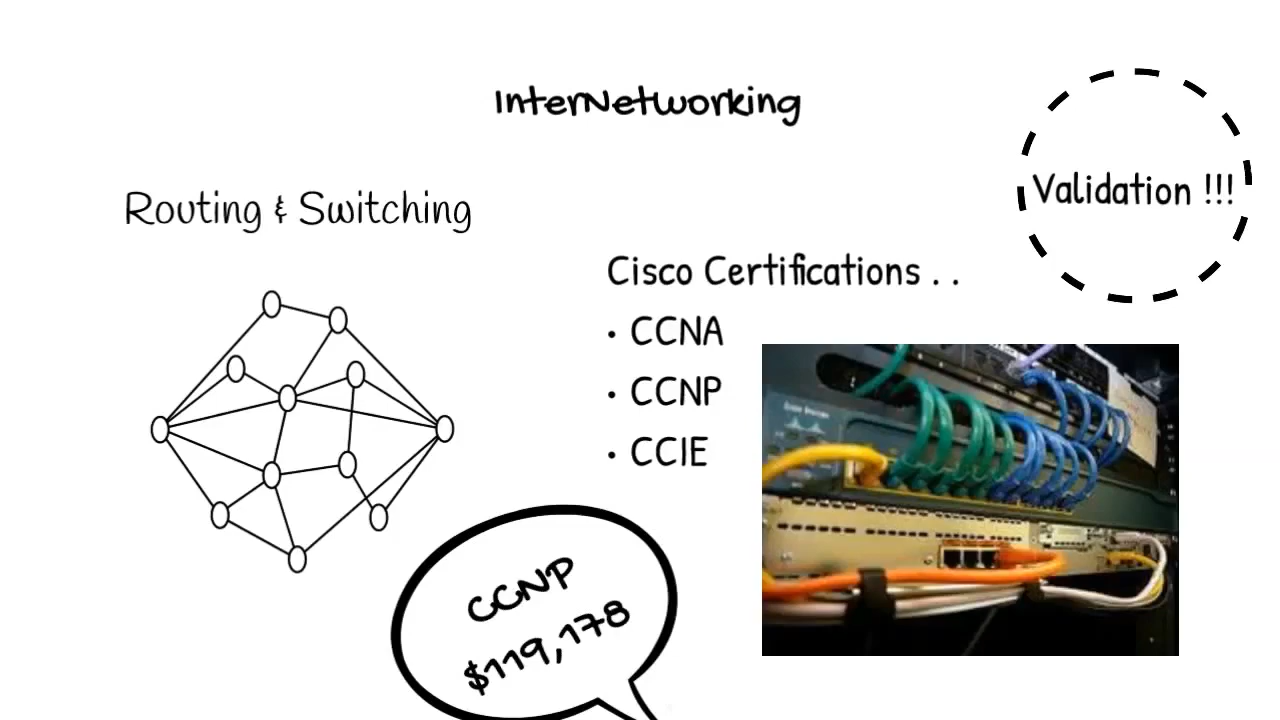 InterNetworking
Validation !!!
Routing & Switching
Cisco Certifications . .
• CCNA
• CCNP
• CCIE
CCNP
$119,178